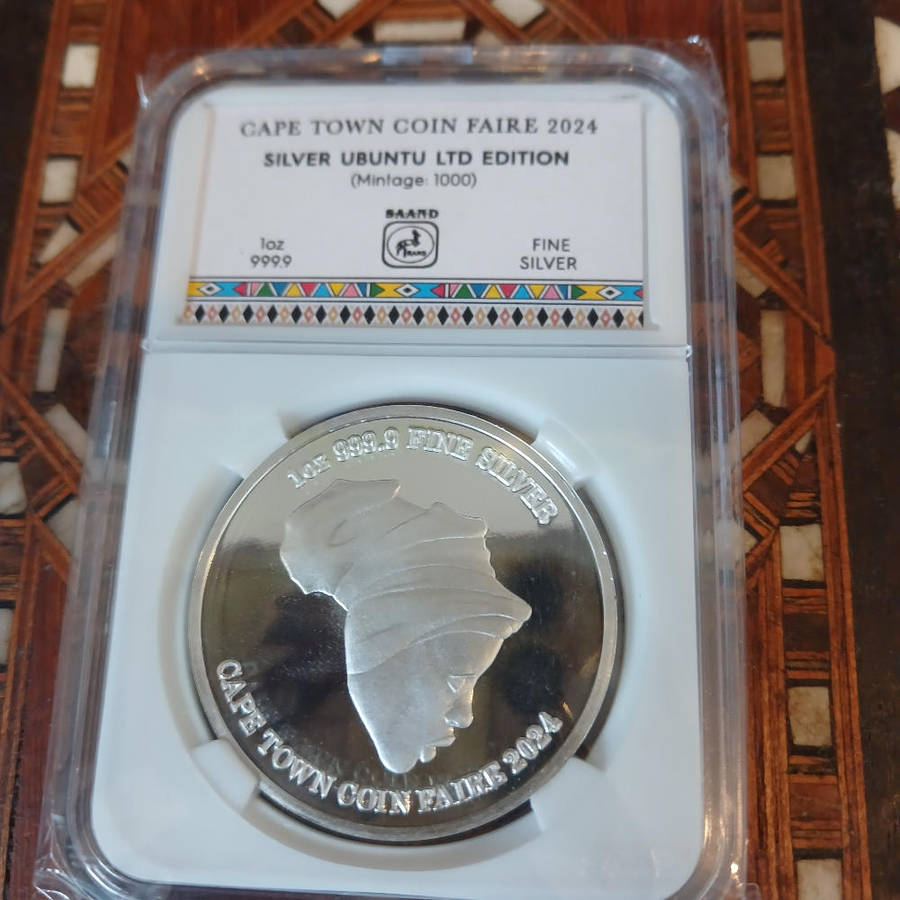 CAPE TOWN COIN FAIRE 2024
SILVER UBUNTU LTD EDITION
(Mintage: 1000)
SAAND
1oz
999.9
FINE
SILVER
1oz 999.9 FINE SILVER
CAPE TOWN COIN FAIRE 2024